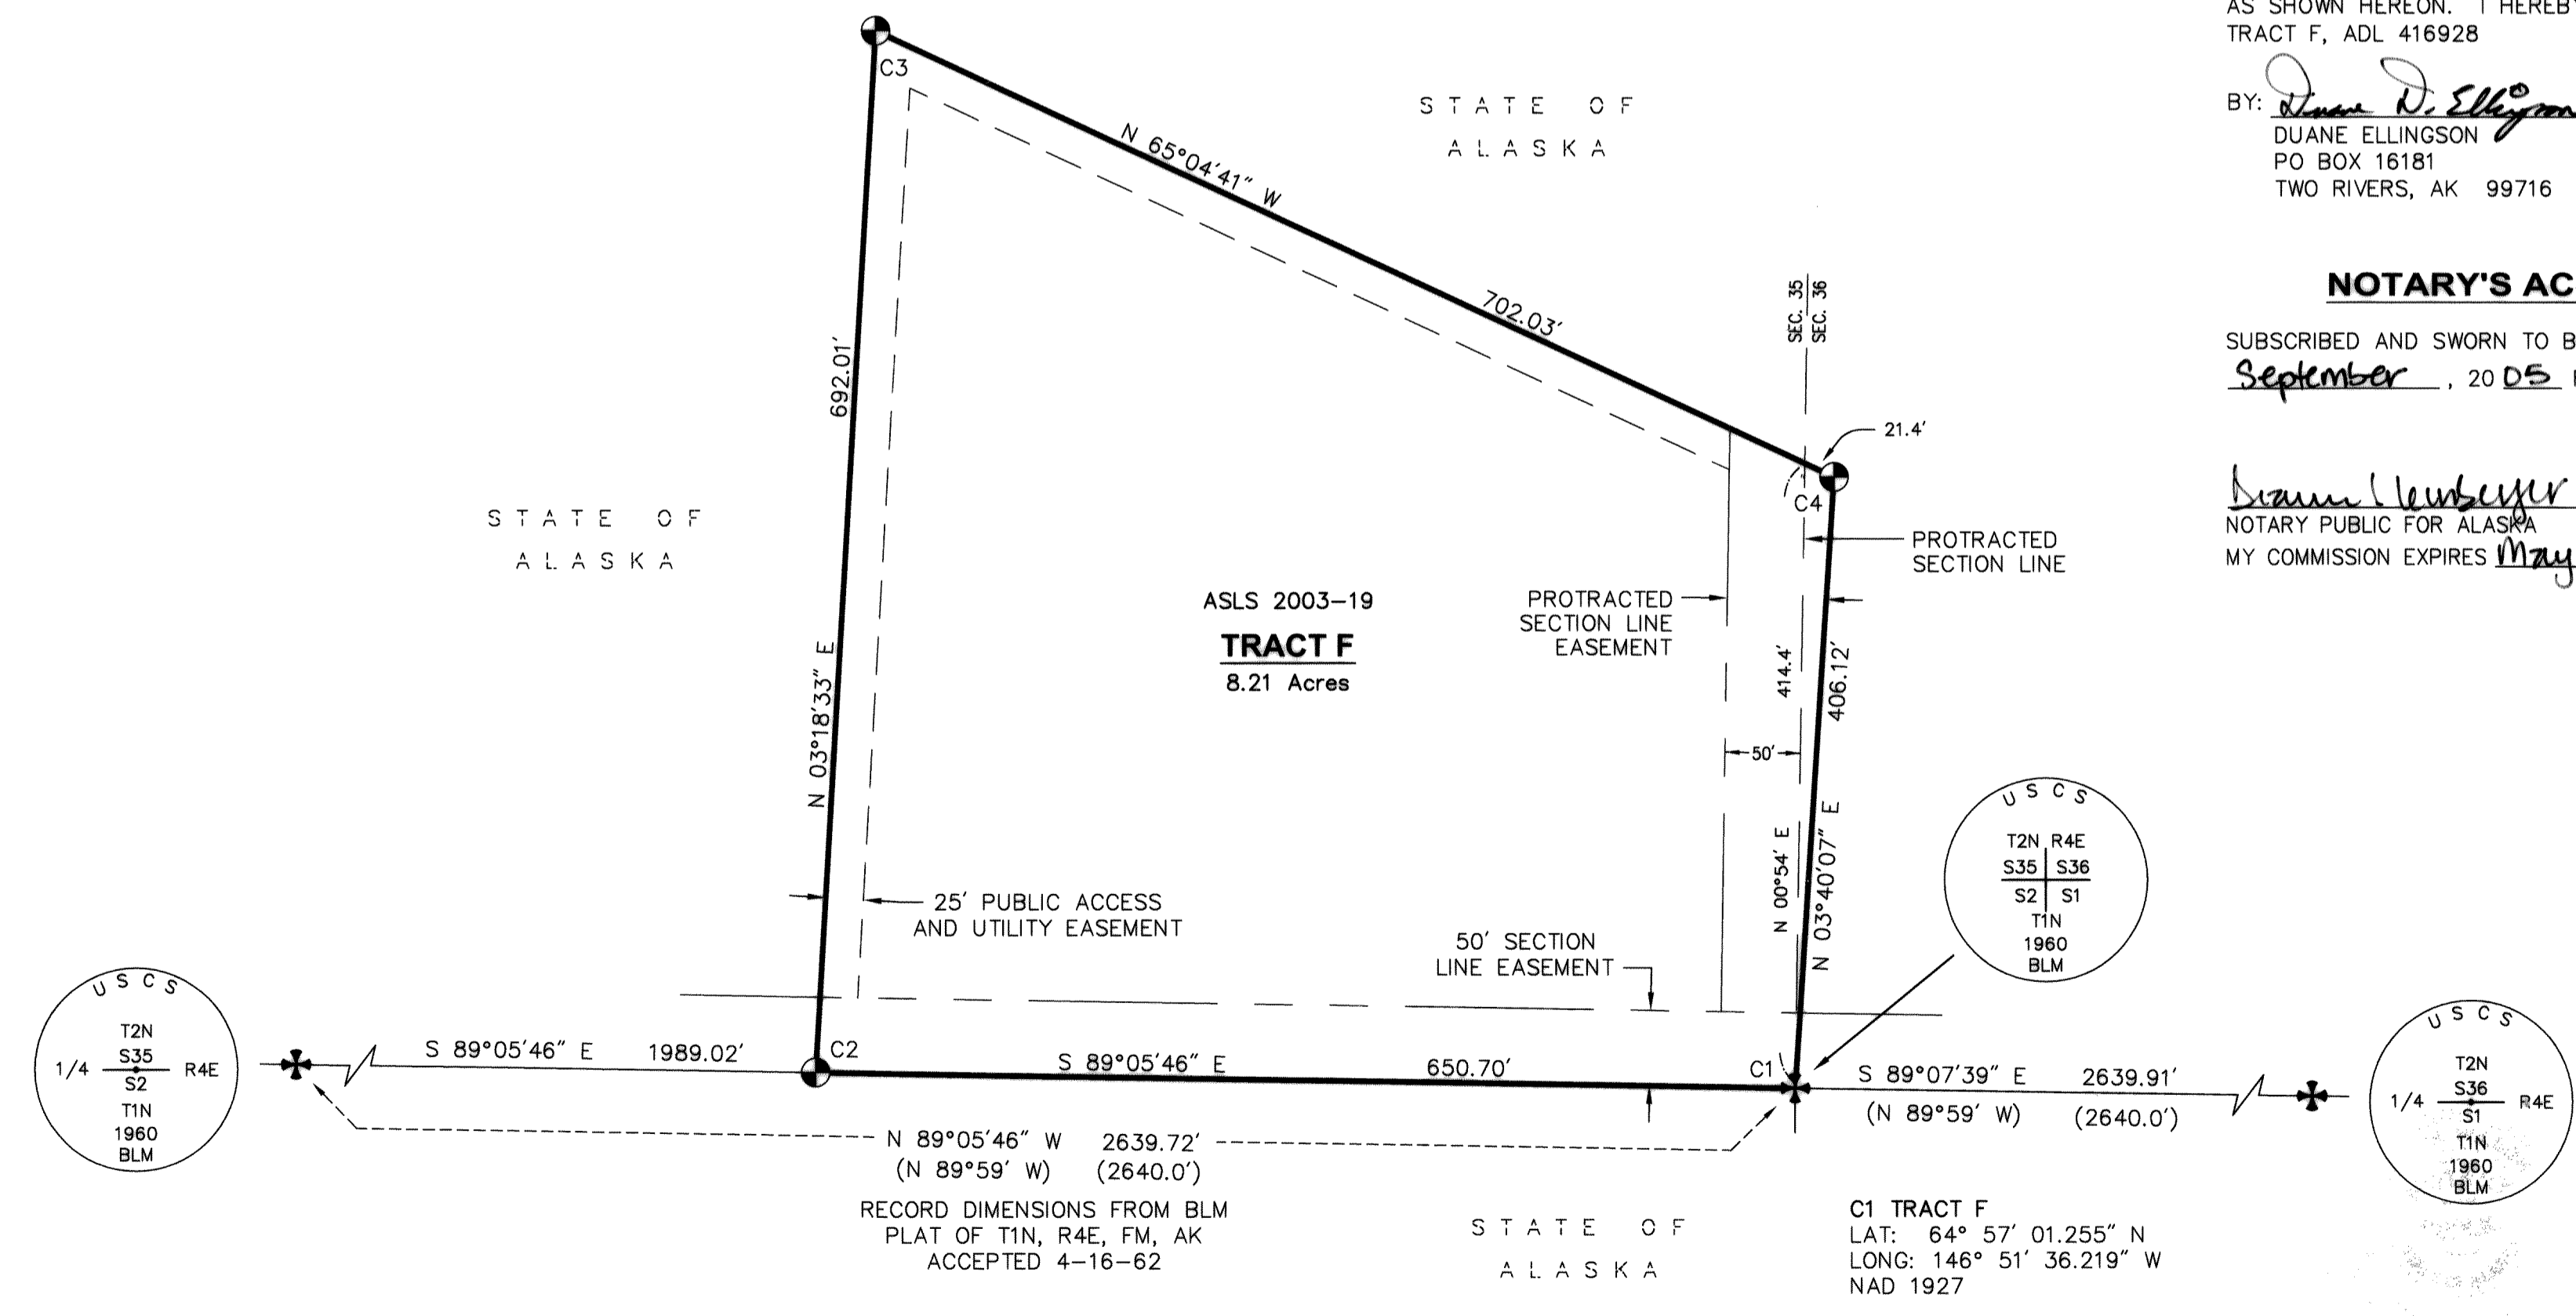 AS SHOWN HEREON. I HEREBY
TRACT F, ADL 416928
BY: Duane D. Ellingson
DUANE ELLINGSON
PO BOX 16181
TWO RIVERS, AK 99716
NOTARY'S AC
SUBSCRIBED AND SWORN TO B
September, 2005
NOTARY PUBLIC FOR ALASKA
MY COMMISSION EXPIRES May
C3
STATE OF
ALASKA
N 65°04'41" W
702.03'
SEC. 35
SEC. 36
21.4'
C4
692.01'
N 03°18'33" E
STATE OF
ALASKA
PROTRACTED
SECTION LINE
ASLS 2003-19
TRACT F
8.21 Acres
PROTRACTED
SECTION LINE
EASEMENT
414.4'
N 00°54' E
406.12'
N 03°40'07" E
50'
25' PUBLIC ACCESS
AND UTILITY EASEMENT
50' SECTION
LINE EASEMENT
USCS
T2N R4E
S35 S36
S2 S1
T1N
1960
BLM
USCS
T2N
S35
1/4 R4E
S2
T1N
1960
BLM
S 89°05'46" E 1989.02'
C2
S 89°05'46" E 650.70'
C1
S 89°07'39" E 2639.91'
(N 89°59' W) (2640.0')
USCS
T2N
S36
1/4 R4E
S1
T1N
1960
BLM
N 89°05'46" W 2639.72'
(N 89°59' W) (2640.0')
RECORD DIMENSIONS FROM BLM
PLAT OF T1N, R4E, FM, AK
ACCEPTED 4-16-62
STATE OF
ALASKA
C1 TRACT F
LAT: 64° 57' 01.255" N
LONG: 146° 51' 36.219" W
NAD 1927